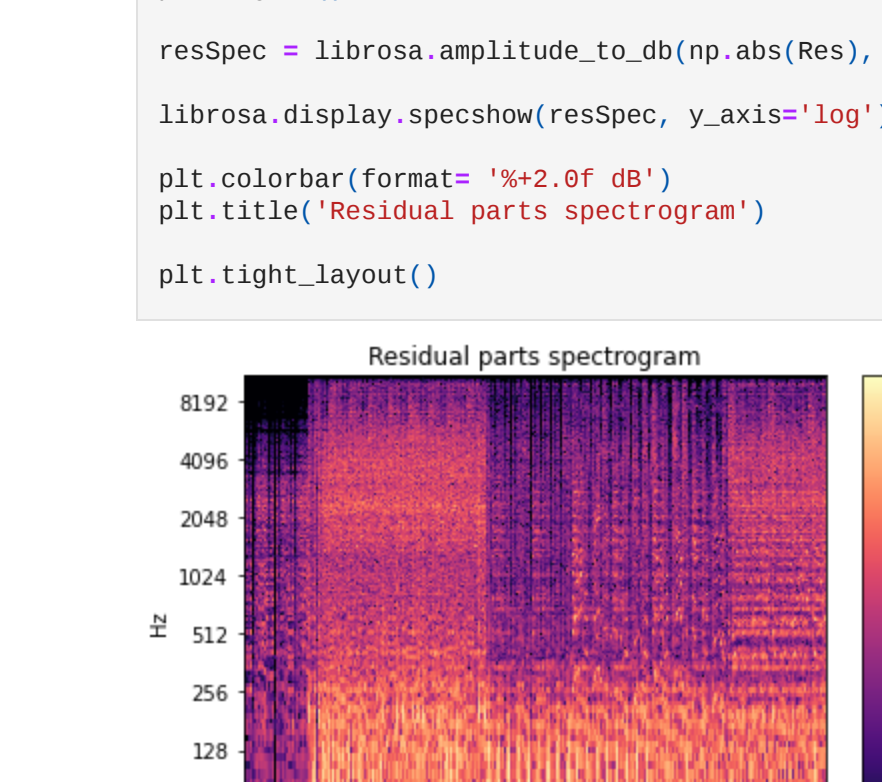 resSpec = librosa.amplitude_to_db(np.abs(Res),
librosa.display.specshow(resSpec, y_axis='log')
plt.colorbar(format= '%+2.0f dB')
plt.title('Residual parts spectrogram')
plt.tight_layout()
Residual parts spectrogram
8192
4096
2048
1024
Hz
512
256
128